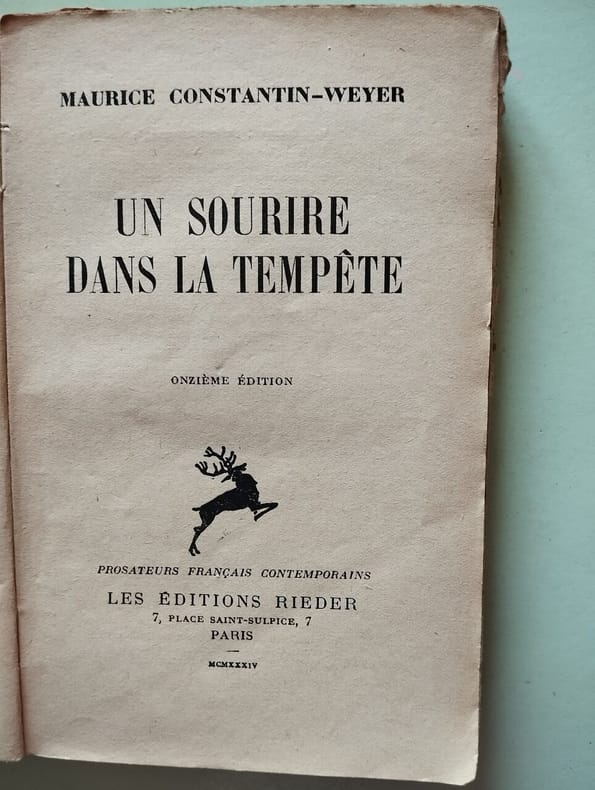 MAURICE CONSTANTIN-WEYER
UN SOURIRE
DANS LA TEMPÊTE
ONZIÈME ÉDITION
PROSATEURS FRANÇAIS CONTEMPORAINS
LES ÉDITIONS RIEDER
7, PLACE SAINT-SULPICE, 7
PARIS
MCMXXXIV